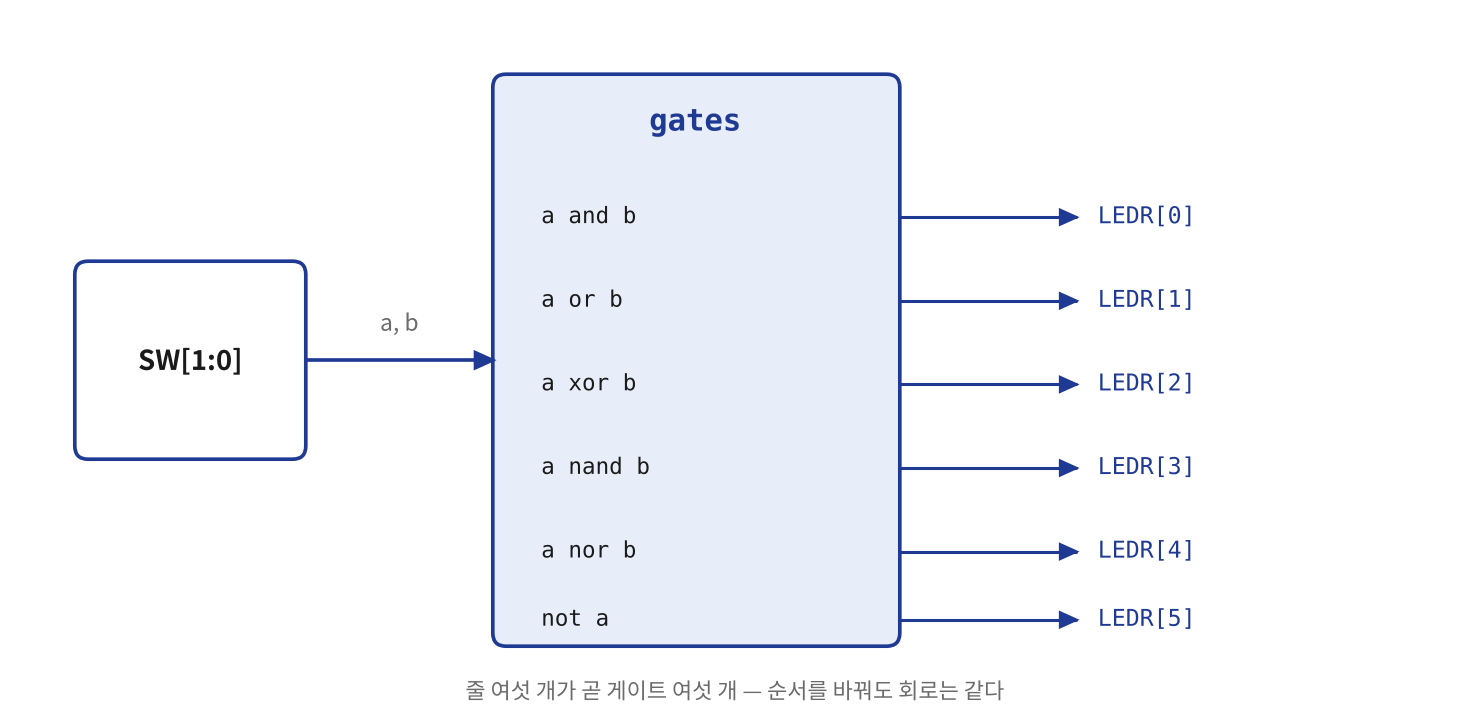 gates
a and b
LEDR[0]
a or b
LEDR[1]
a, b
SW[1:0]
a xor b
LEDR[2]
a nand b
LEDR[3]
a nor b
LEDR[4]
not a
LEDR[5]
줄 여섯 개가 곧 게이트 여섯 개 — 순서를 바꿔도 회로는 같다